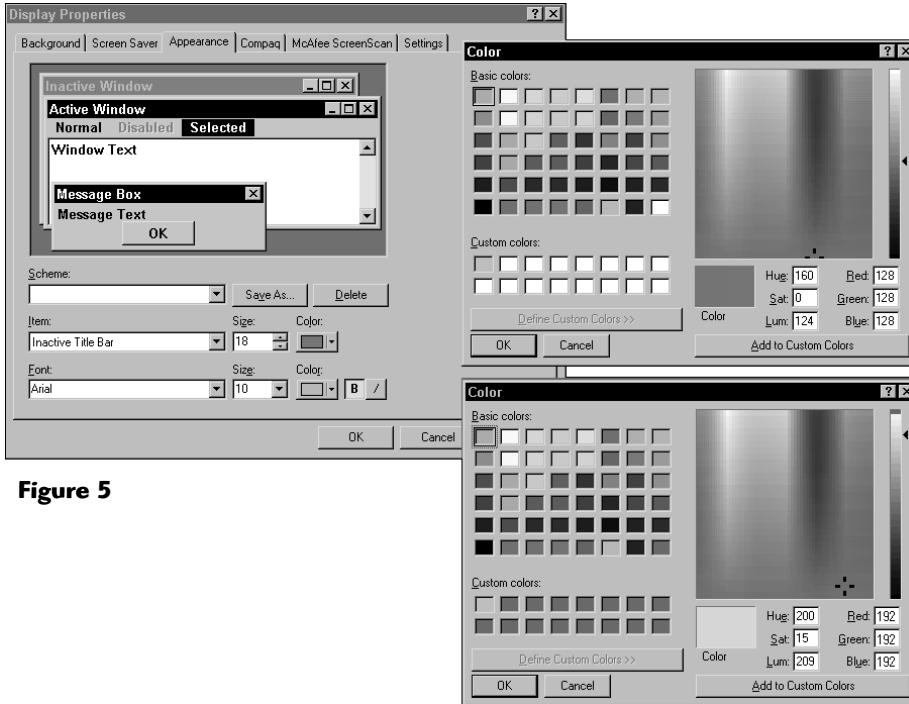 Display Properties
Background
Screen Saver
Appearance
Compaq
McAfee ScreenScan
Settings
Inactive Window
Active Window
Normal Disabled Selected
Window Text
Message Box
Message Text
OK
Scheme:
Save As...
Delete
Item:
Size:
Color:
Inactive Title Bar
18
Font:
Size:
Color:
Arial
10
B /
OK
Cancel
Color
Basic colors:
Custom colors:
Define Custom Colors >>
OK
Cancel
Color
Hue: 160
Sat: 0
Lum: 124
Red: 128
Green: 128
Blue: 128
Add to Custom Colors
Color
Basic colors:
Custom colors:
Define Custom Colors >>
OK
Cancel
Color
Hue: 200
Sat: 15
Lum: 209
Red: 192
Green: 192
Blue: 192
Add to Custom Colors
Figure 5